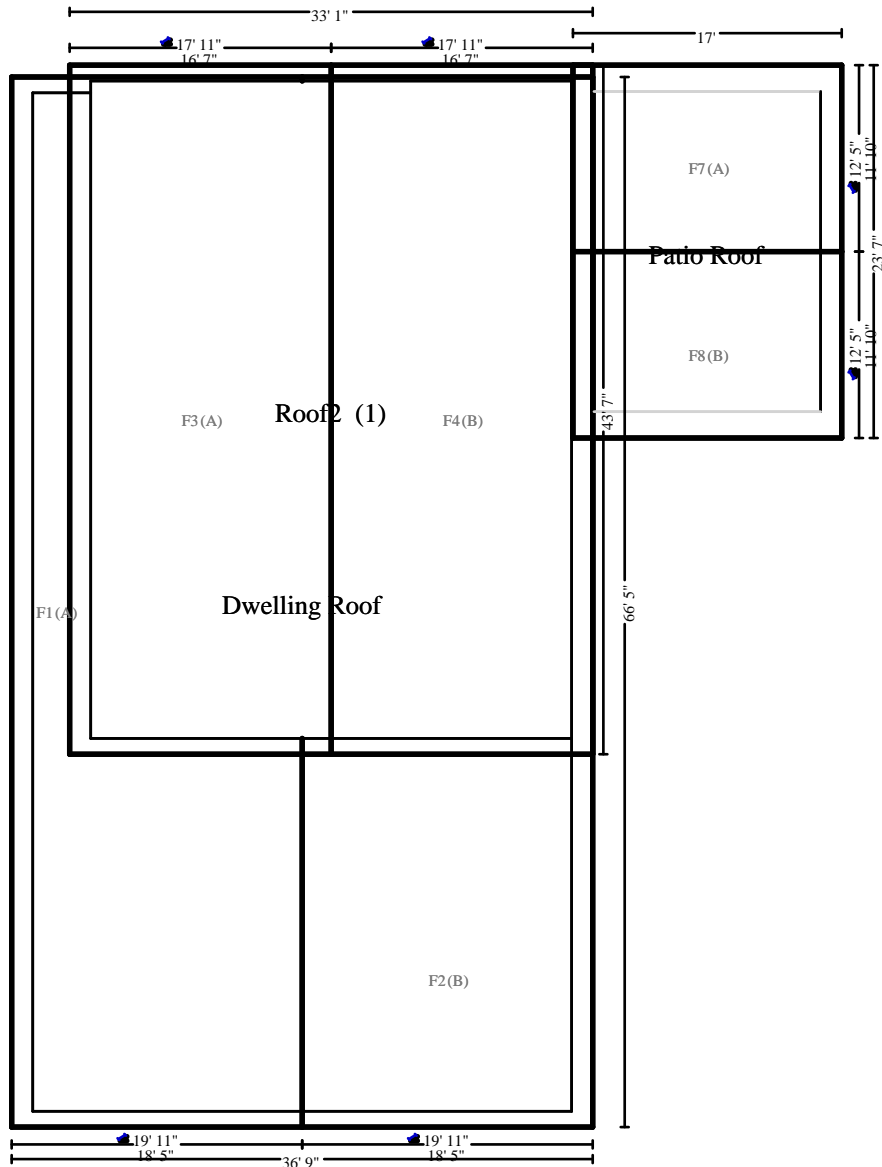 33' 1"
17' 11" 17' 11" 17'
16' 7" 16' 7"
F7(A)
12' 5"
11' 10"
Patio Roof
23' 7"
F8(B)
12' 5"
11' 10"
F3(A) Roof2 (1) F4(B)
43' 7"
F1(A) Dwelling Roof
66' 5"
F2(B)
19' 11" 19' 11"
18' 5" 36' 9" 18' 5"